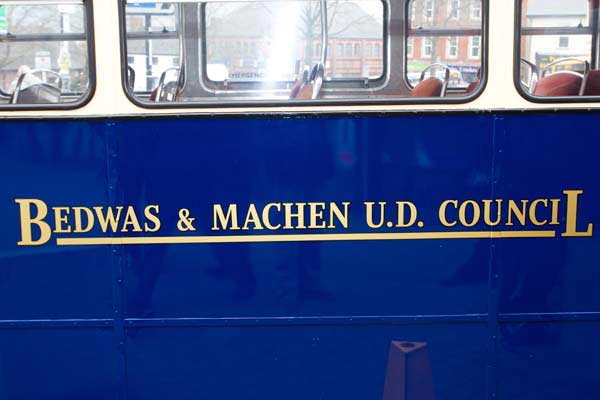 BEDWAS & MACHEN U.D. COUNCIL